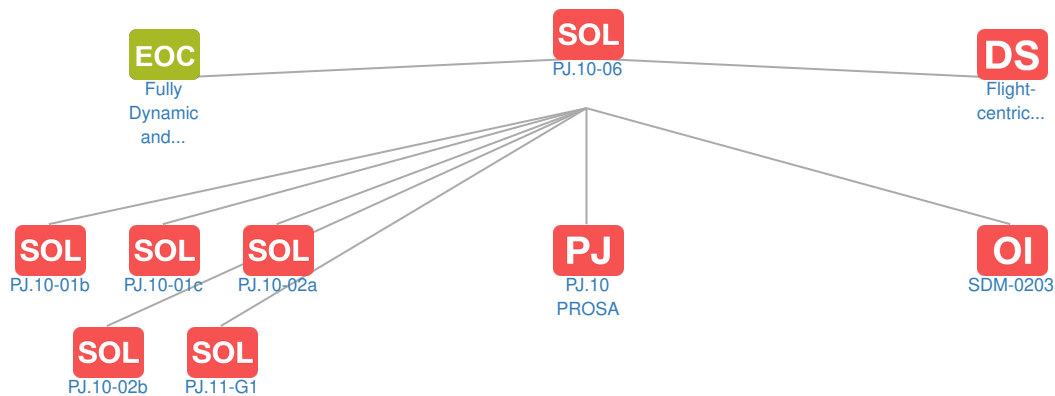 EOC
Fully
Dynamic
and...
SOL
PJ.10-06
DS
Flight-
centric...
SOL
PJ.10-01b
SOL
PJ.10-01c
SOL
PJ.10-02a
PJ
PJ.10
PROSA
OI
SDM-0203
SOL
PJ.10-02b
SOL
PJ.11-G1